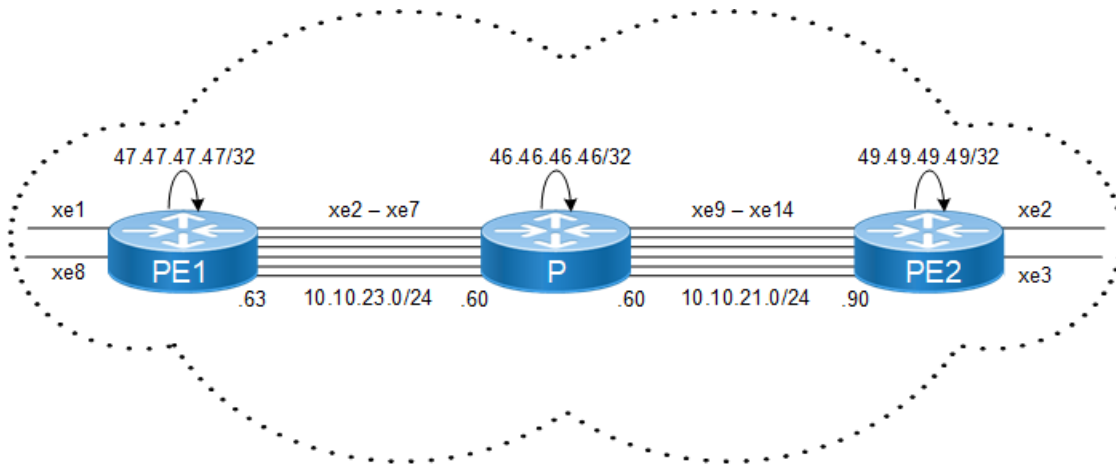 47.47.47.47/32
46.46.46.46/32
49.49.49.49/32
xe1
xe2 – xe7
xe9 – xe14
xe2
PE1
P
PE2
xe8
xe3
.63
10.10.23.0/24
.60
.60
10.10.21.0/24
.90